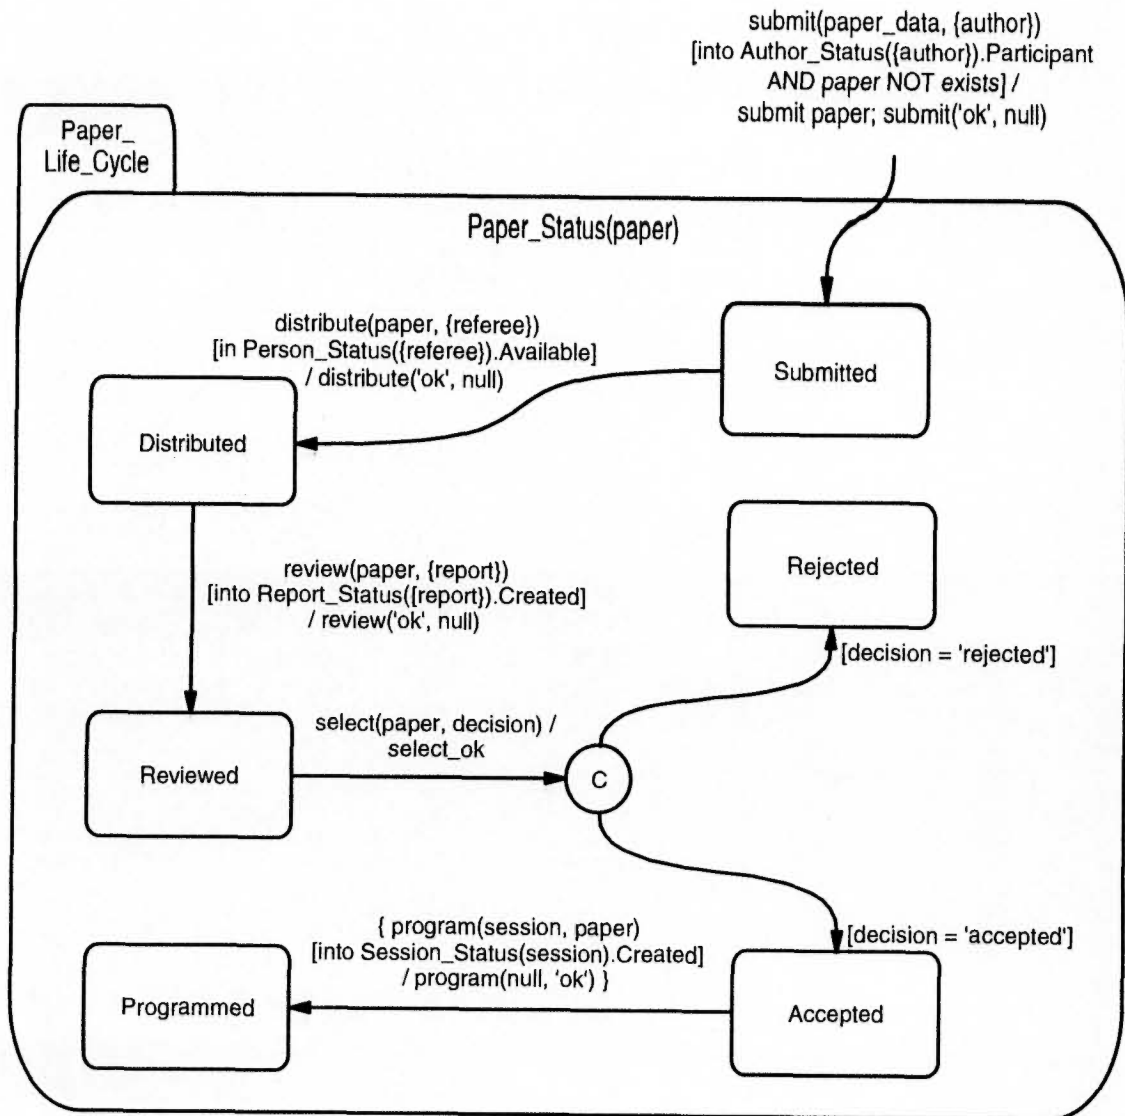 submit(paper_data, {author})
[into Author_Status({author}).Participant
AND paper NOT exists] /
submit paper; submit('ok', null)
Paper_
Life_Cycle
Paper_Status(paper)
distribute(paper, {referee})
[in Person_Status({referee}).Available]
/ distribute('ok', null)
Submitted
Distributed
review(paper, {report})
[into Report_Status([report}).Created]
/ review('ok', null)
Rejected
[decision = 'rejected']
select(paper, decision) /
select_ok
Reviewed
C
{ program(session, paper)
[into Session_Status(session).Created]
/ program(null, 'ok') }
[decision = 'accepted']
Programmed
Accepted